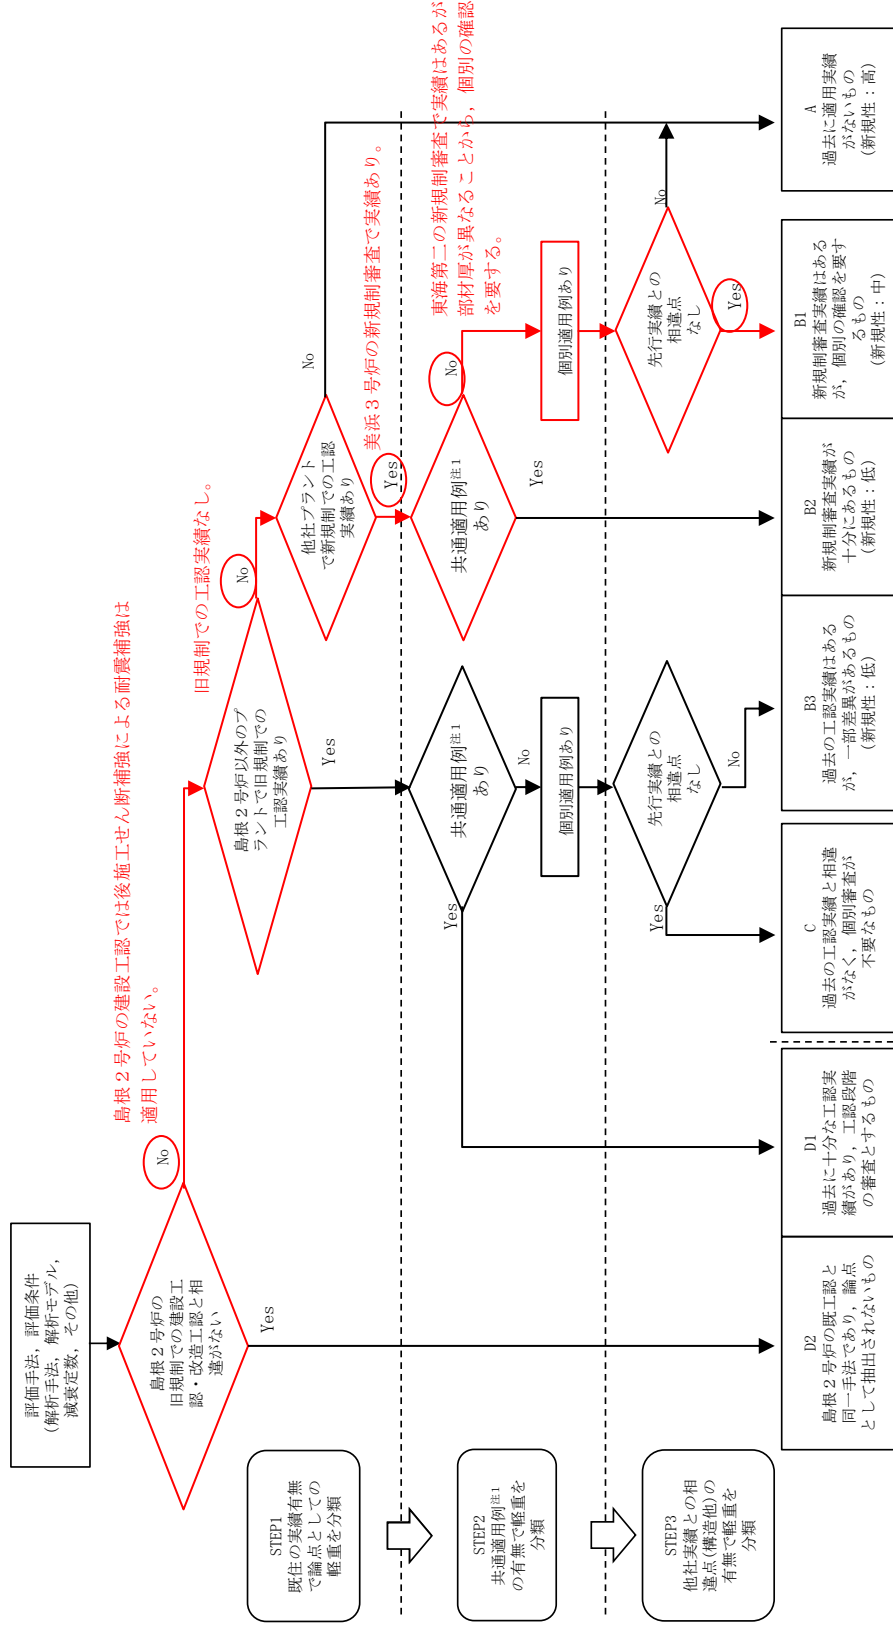 評価手法，評価条件
(解析手法，解析モデル，
減衰定数，その他)
島根２号炉の
旧規制での建設工
認・改造工認と相
違がない
No
Yes
島根２号炉の建設工認では後施工せん断補強による耐震補強は
適用していない。
島根２号炉以外のプ
ラントで旧規制での
工認実績あり
No
Yes
旧規制での工認実績なし。
他社プラント
で新規制での工認
実績あり
No
Yes
美浜３号炉の新規制審査で実績あり。
STEP1
既往の実績有無
で論点としての
軽重を分類
STEP2
共通適用例注1
の有無で軽重を
分類
STEP3
他社実績との相
違点(構造他)の
有無で軽重を
分類
共通適用例注1
あり
Yes
No
個別適用例あり
先行実績との
相違点
なし
Yes
No
共通適用例注1
あり
No
Yes
東海第二の新規制審査で実績はあるが
部材厚が異なることから，個別の確認
を要する。
個別適用例あり
先行実績との
相違点
なし
No
Yes
D2
島根２号炉の既工認と
同一手法であり，論点
として抽出されないもの
D1
過去に十分な工認実
績があり，工認段階
の審査とするもの
C
過去の工認実績と相違
がなく，個別審査が
不要なもの
B3
過去の工認実績はある
が，一部差異があるもの
(新規性：低)
B2
新規制審査実績が
十分にあるもの
(新規性：低)
B1
新規制審査実績はある
が，個別の確認を要す
るもの
(新規性：中)
A
過去に適用実績
がないもの
(新規性：高)